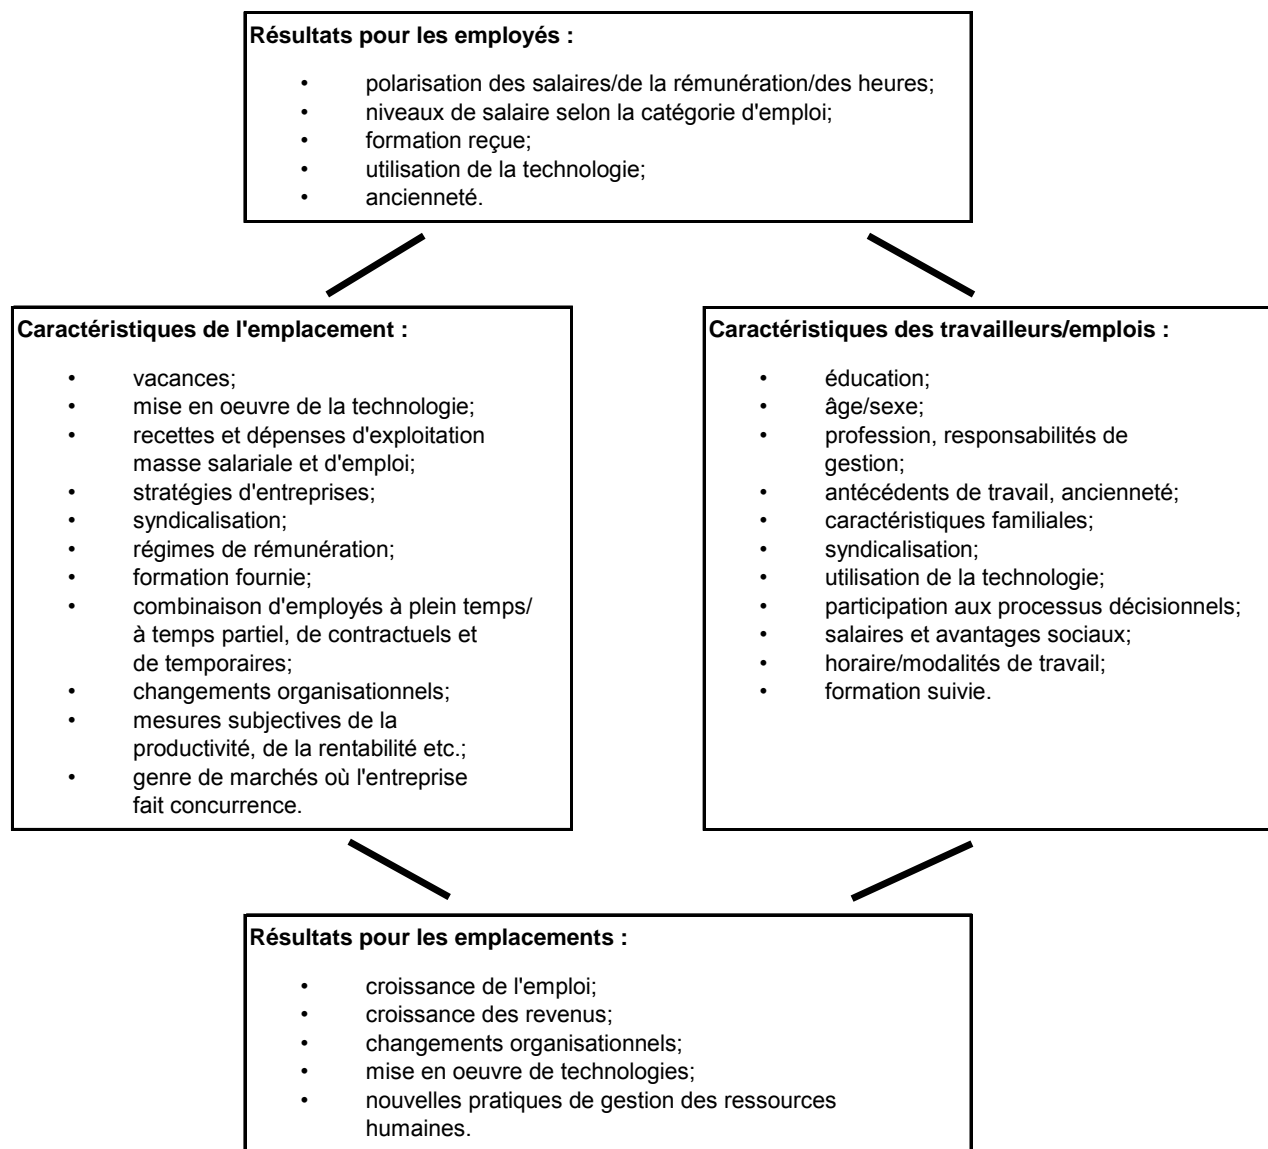 Résultats pour les employés :
• polarisation des salaires/de la rémunération/des heures;
• niveaux de salaire selon la catégorie d'emploi;
• formation reçue;
• utilisation de la technologie;
• ancienneté.
Caractéristiques de l'emplacement :
• vacances;
• mise en oeuvre de la technologie;
• recettes et dépenses d'exploitation
masse salariale et d'emploi;
• stratégies d'entreprises;
• syndicalisation;
• régimes de rémunération;
• formation fournie;
• combinaison d'employés à plein temps/
à temps partiel, de contractuels et
de temporaires;
• changements organisationnels;
• mesures subjectives de la
productivité, de la rentabilité etc.;
• genre de marchés où l'entreprise
fait concurrence.
Caractéristiques des travailleurs/emplois :
• éducation;
• âge/sexe;
• profession, responsabilités de
gestion;
• antécédents de travail, ancienneté;
• caractéristiques familiales;
• syndicalisation;
• utilisation de la technologie;
• participation aux processus décisionnels;
• salaires et avantages sociaux;
• horaire/modalités de travail;
• formation suivie.
Résultats pour les emplacements :
• croissance de l'emploi;
• croissance des revenus;
• changements organisationnels;
• mise en oeuvre de technologies;
• nouvelles pratiques de gestion des ressources
humaines.